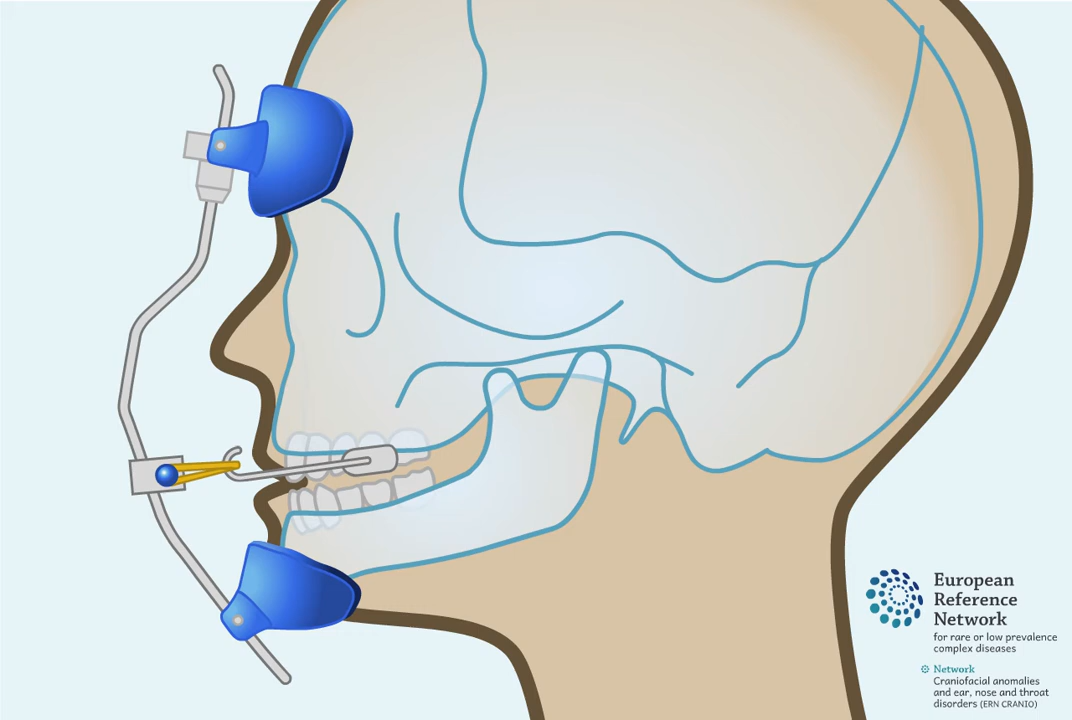 European
Reference
Network
for rare or low prevalence
complex diseases
Network
Craniofacial anomalies
and ear, nose and throat
disorders (ERN CRANIO)